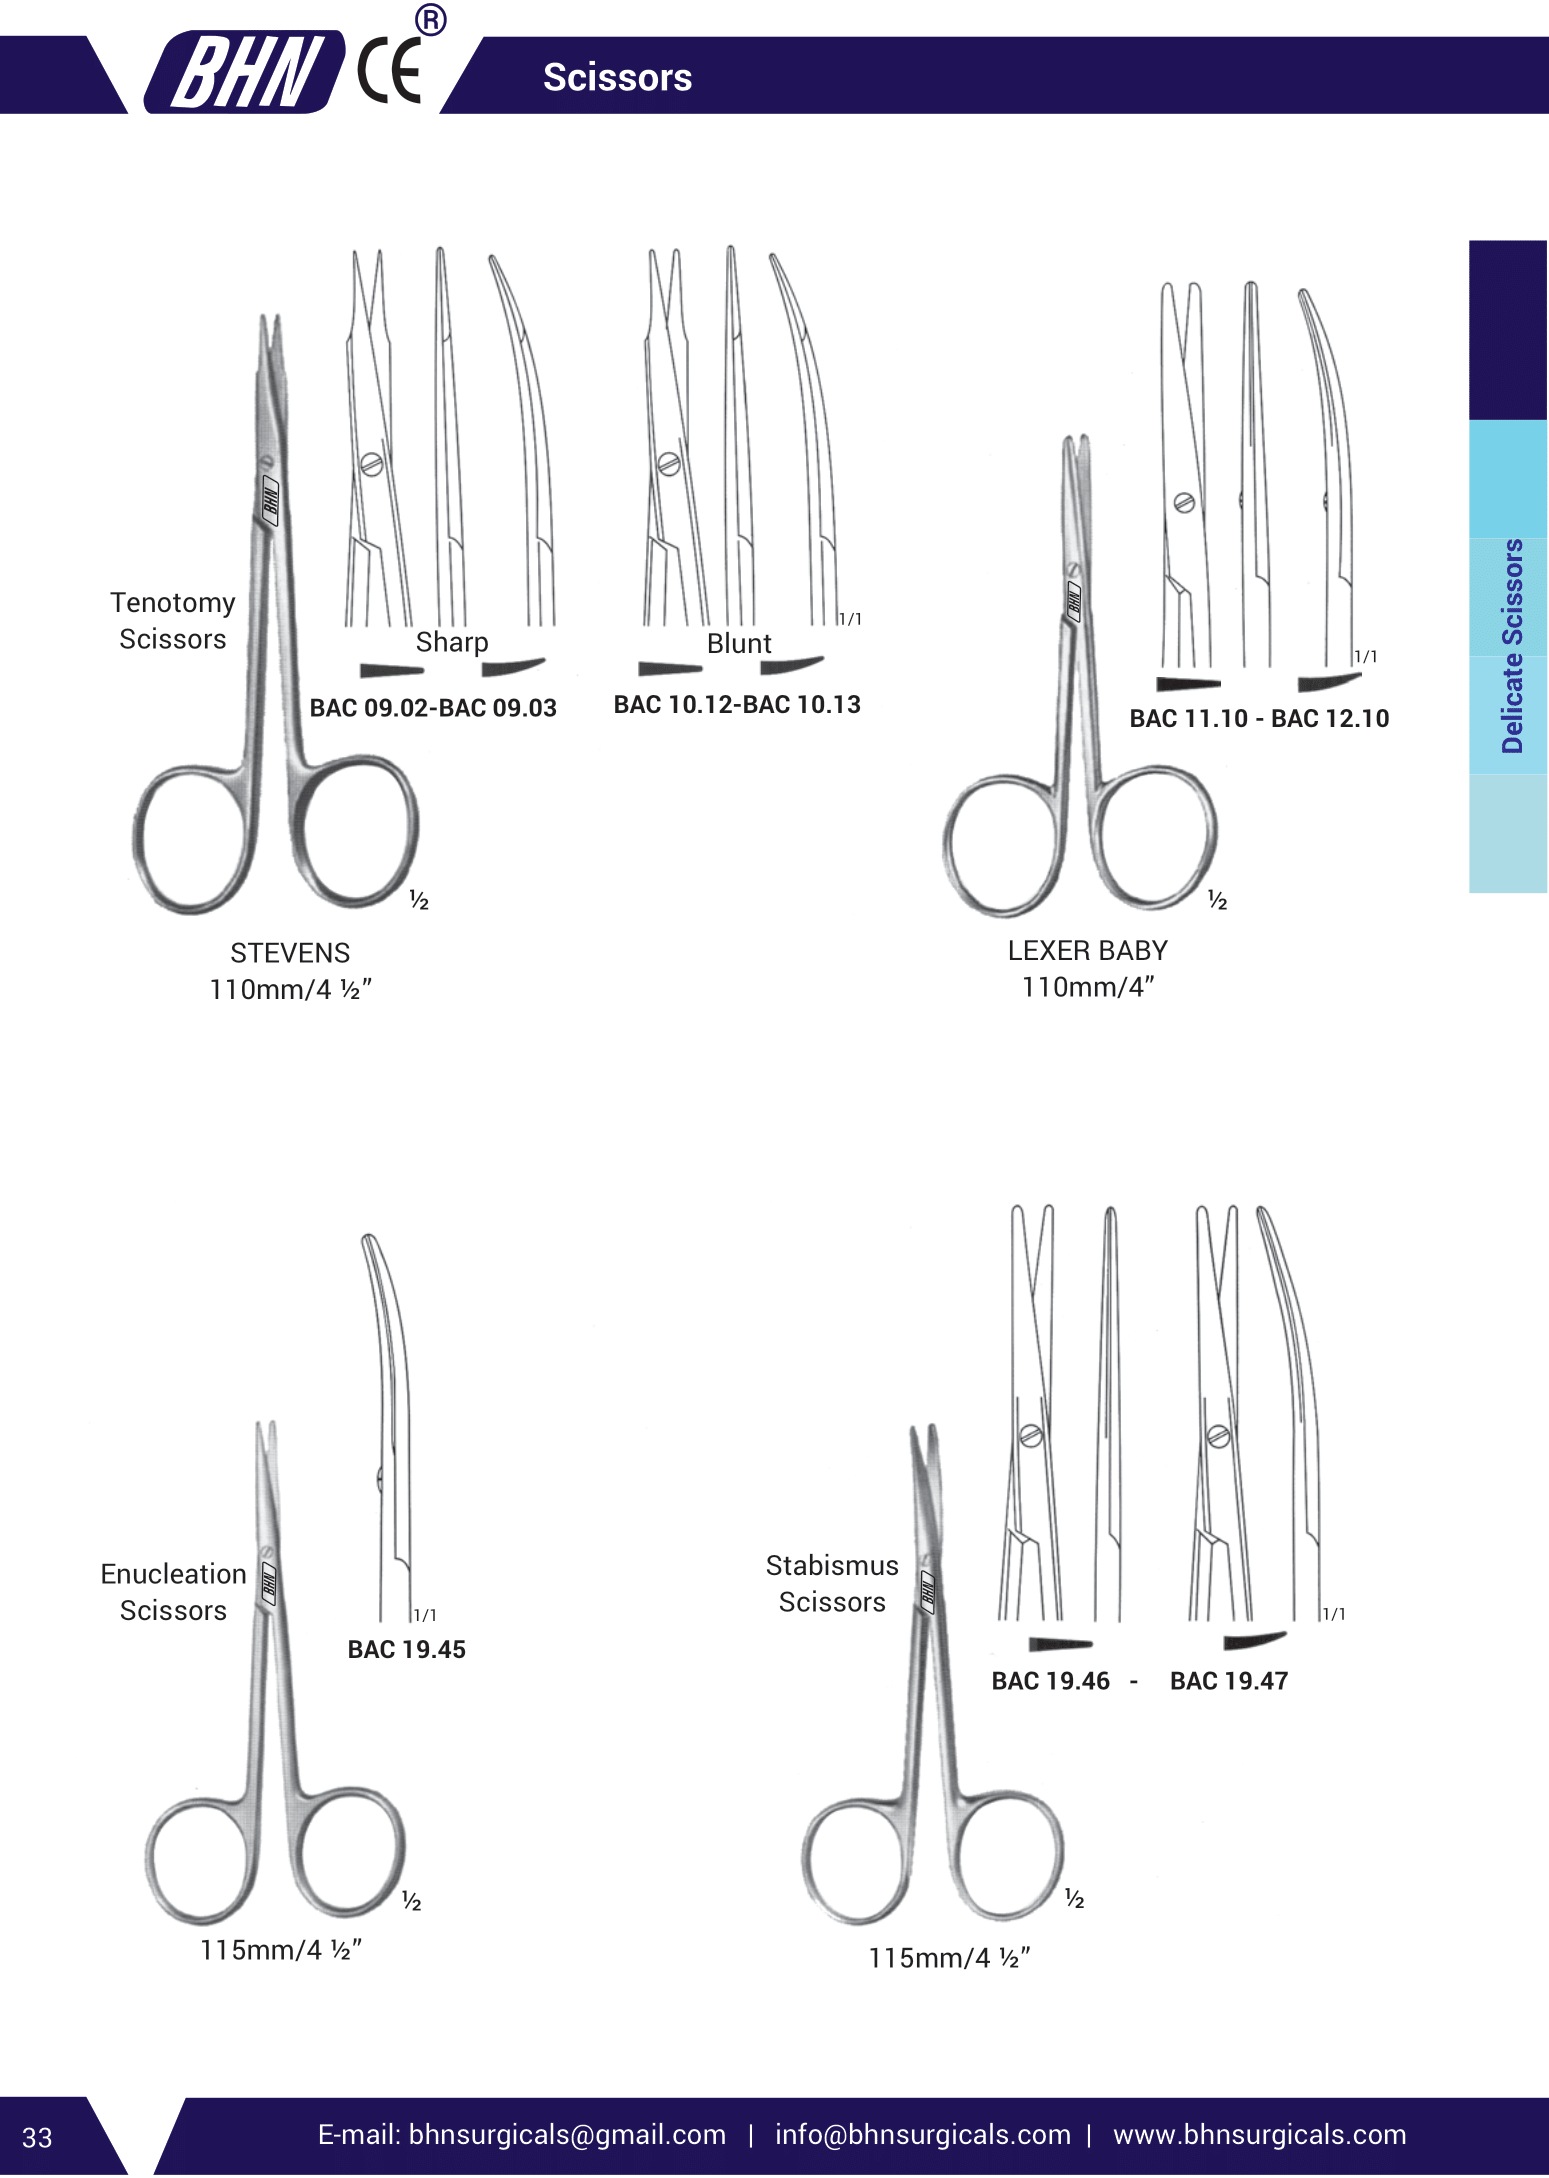 BHN CE ®
Scissors
Tenotomy
Scissors
BHN
Sharp
BAC 09.02-BAC 09.03
Blunt
1/1
BAC 10.12-BAC 10.13
½
STEVENS
110mm/4 ½”
BHN
1/1
BAC 11.10 - BAC 12.10
½
LEXER BABY
110mm/4”
Delicate Scissors
Enucleation
Scissors
BHN
1/1
BAC 19.45
½
115mm/4 ½”
Stabismus
Scissors
BHN
1/1
BAC 19.46 - BAC 19.47
½
115mm/4 ½”
33
E-mail: bhnsurgicals@gmail.com | info@bhnsurgicals.com | www.bhnsurgicals.com